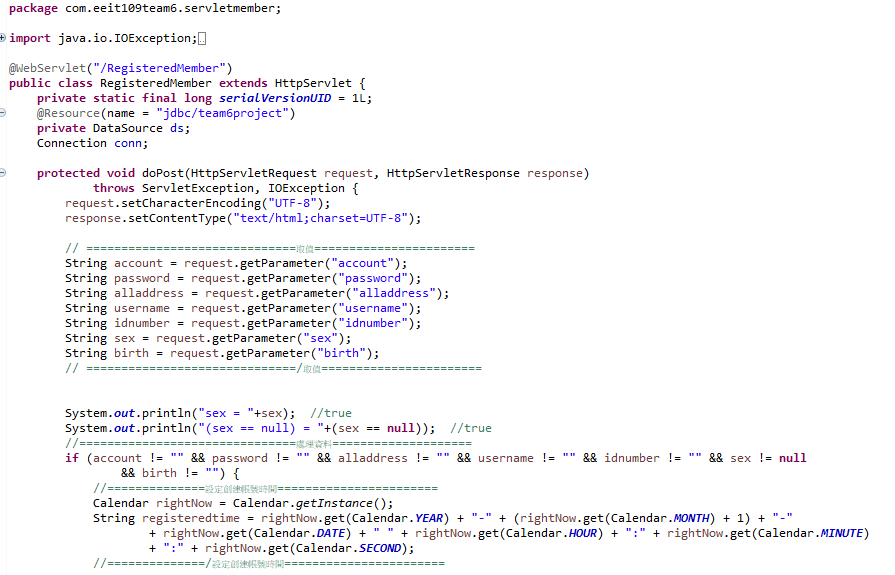 package com.eeit109team6.servletmember;
import java.io.IOException;
@WebServlet("/RegisteredMember")
public class RegisteredMember extends HttpServlet {
private static final long serialVersionUID = 1L;
@Resource(name = "jdbc/team6project")
private DataSource ds;
Connection conn;
protected void doPost(HttpServletRequest request, HttpServletResponse response)
throws ServletException, IOException {
request.setCharacterEncoding("UTF-8");
response.setContentType("text/html;charset=UTF-8");
// ==============================取值=======================
String account = request.getParameter("account");
String password = request.getParameter("password");
String alladdress = request.getParameter("alladdress");
String username = request.getParameter("username");
String idnumber = request.getParameter("idnumber");
String sex = request.getParameter("sex");
String birth = request.getParameter("birth");
// ==============================/取值=======================
System.out.println("sex = "+sex);  //true
System.out.println("(sex == null) = "+(sex == null));  //true
//===============================處理資料====================
if (account != "" && password != "" && alladdress != "" && username != "" && idnumber != "" && sex != null
&& birth != "") {
//==============設定創建帳號時間=======================
Calendar rightNow = Calendar.getInstance();
String registeredtime = rightNow.get(Calendar.YEAR) + "-" + (rightNow.get(Calendar.MONTH) + 1) + "-"
+ rightNow.get(Calendar.DATE) + " " + rightNow.get(Calendar.HOUR) + ":" + rightNow.get(Calendar.MINUTE)
+ ":" + rightNow.get(Calendar.SECOND);
//==============/設定創建帳號時間=======================